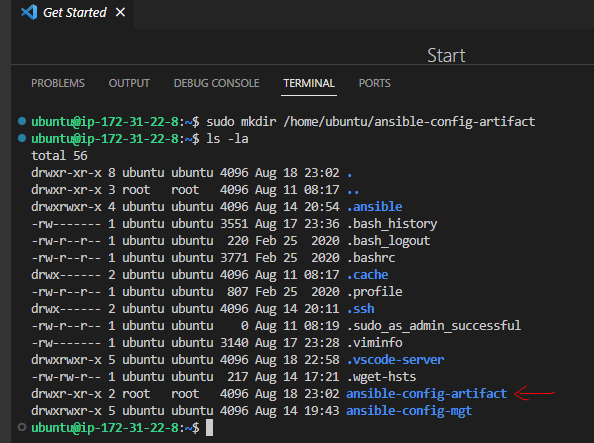 Get Started
Start
PROBLEMS OUTPUT DEBUG CONSOLE TERMINAL PORTS
ubuntu@ip-172-31-22-8:~$ sudo mkdir /home/ubuntu/ansible-config-artifact
ubuntu@ip-172-31-22-8:~$ ls -la
total 56
drwxr-xr-x 8 ubuntu ubuntu 4096 Aug 18 23:02 .
drwxr-xr-x 3 root   root   4096 Aug 11 08:17 ..
drwxrwxr-x 4 ubuntu ubuntu 4096 Aug 14 20:54 .ansible
-rw------- 1 ubuntu ubuntu 3551 Aug 17 23:36 .bash_history
-rw-r--r-- 1 ubuntu ubuntu  220 Feb 25  2020 .bash_logout
-rw-r--r-- 1 ubuntu ubuntu 3771 Feb 25  2020 .bashrc
drwx------ 2 ubuntu ubuntu 4096 Aug 11 08:17 .cache
-rw-r--r-- 1 ubuntu ubuntu  807 Feb 25  2020 .profile
drwx------ 2 ubuntu ubuntu 4096 Aug 14 20:11 .ssh
-rw-r--r-- 1 ubuntu ubuntu    0 Aug 11 08:19 .sudo_as_admin_successful
-rw------- 1 ubuntu ubuntu 3140 Aug 17 23:28 .viminfo
drwxrwxr-x 5 ubuntu ubuntu 4096 Aug 18 22:58 .vscode-server
-rw-rw-r-- 1 ubuntu ubuntu  217 Aug 14 17:21 .wget-hsts
drwxr-xr-x 2 root   root   4096 Aug 18 23:02 ansible-config-artifact
drwxrwxr-x 5 ubuntu ubuntu 4096 Aug 14 19:43 ansible-config-mgt
ubuntu@ip-172-31-22-8:~$